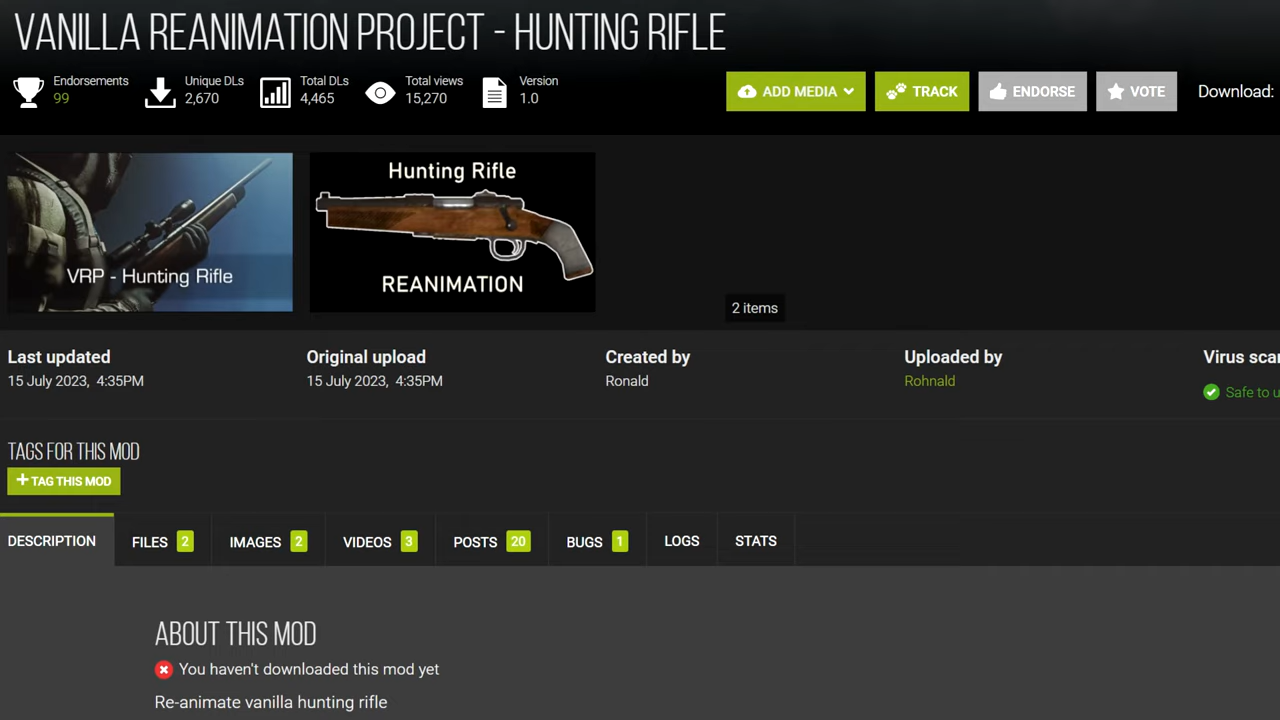 VANILLA REANIMATION PROJECT - HUNTING RIFLE
Endorsements
99
Unique DLs
2,670
Total DLs
4,465
Total views
15,270
Version
1.0
ADD MEDIA
TRACK
ENDORSE
VOTE
Download:
VRP - Hunting Rifle
Hunting Rifle
REANIMATION
2 items
Last updated
15 July 2023, 4:35PM
Original upload
15 July 2023, 4:35PM
Created by
Ronald
Uploaded by
Rohnald
Virus scan
Safe to u
TAGS FOR THIS MOD
+ TAG THIS MOD
DESCRIPTION
FILES 2
IMAGES 2
VIDEOS 3
POSTS 20
BUGS 1
LOGS
STATS
ABOUT THIS MOD
You haven't downloaded this mod yet
Re-animate vanilla hunting rifle